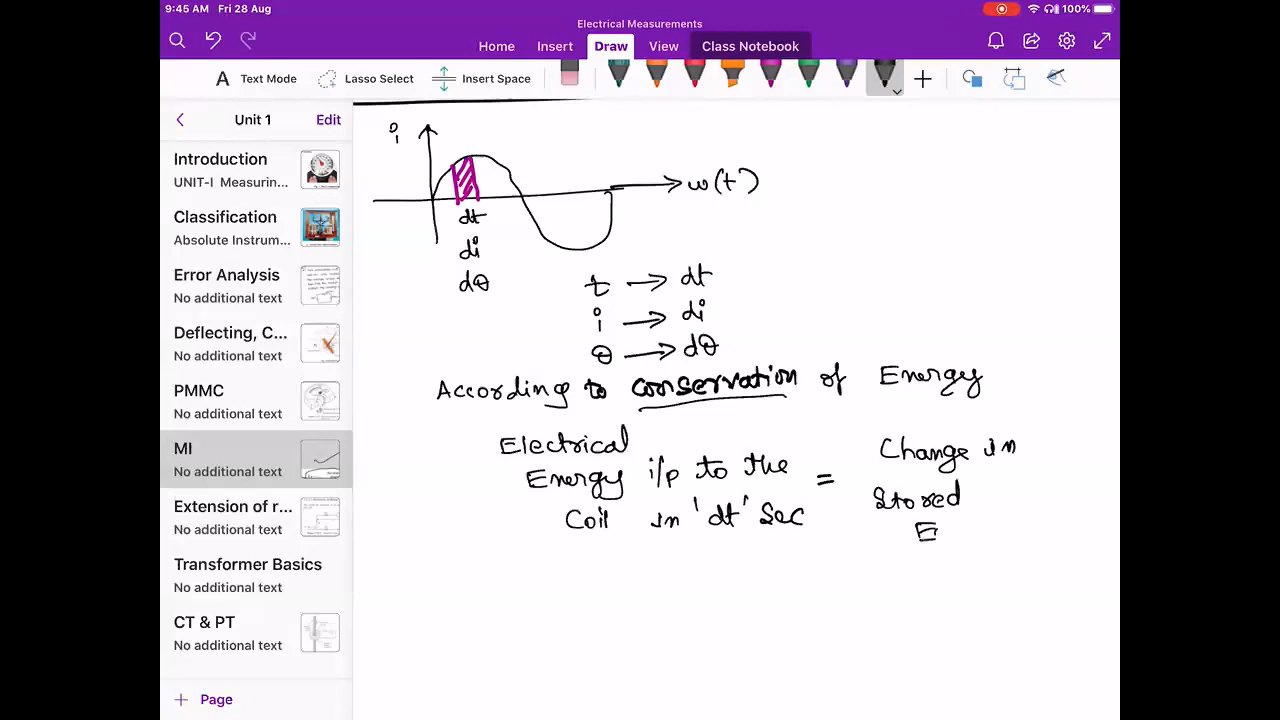 9:45 AM Fri 28 Aug
100%
Electrical Measurements
Home Insert Draw View Class Notebook
Text Mode Lasso Select Insert Space
Unit 1 Edit
Introduction
UNIT-I Measurin...
Classification
Absolute Instrum...
Error Analysis
No additional text
Deflecting, C...
No additional text
PMMC
No additional text
MI
No additional text
Extension of r...
No additional text
Transformer Basics
No additional text
CT & PT
No additional text
+ Page
i
ω(t)
dt
di
dθ
t → dt
i → di
θ → dθ
According to conservation of Energy
Electrical
Energy i/p to the
Coil in 'dt' Sec
=
Change in
Stored
E